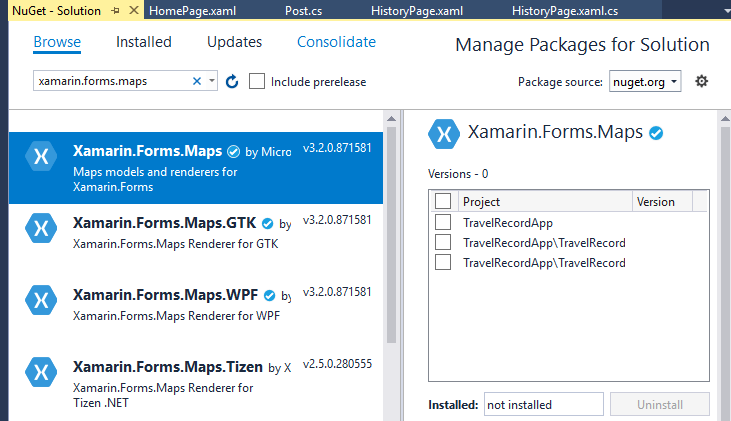 NuGet - Solution HomePage.xaml Post.cs HistoryPage.xaml HistoryPage.xaml.cs
Browse Installed Updates Consolidate
Manage Packages for Solution
xamarin.forms.maps Include prerelease
Package source: nuget.org
Xamarin.Forms.Maps by Micro v3.2.0.871581
Maps models and renderers for
Xamarin.Forms
Xamarin.Forms.Maps.GTK by v3.2.0.871581
Xamarin.Forms.Maps Renderer for GTK
Xamarin.Forms.Maps.WPF by v3.2.0.871581
Xamarin.Forms.Maps Renderer for WPF
Xamarin.Forms.Maps.Tizen by X v2.5.0.280555
Xamarin.Forms.Maps Renderer for
Tizen .NET
Xamarin.Forms.Maps
Versions - 0
Project Version
TravelRecordApp
TravelRecordApp\TravelRecord
TravelRecordApp\TravelRecord
Installed: not installed Uninstall